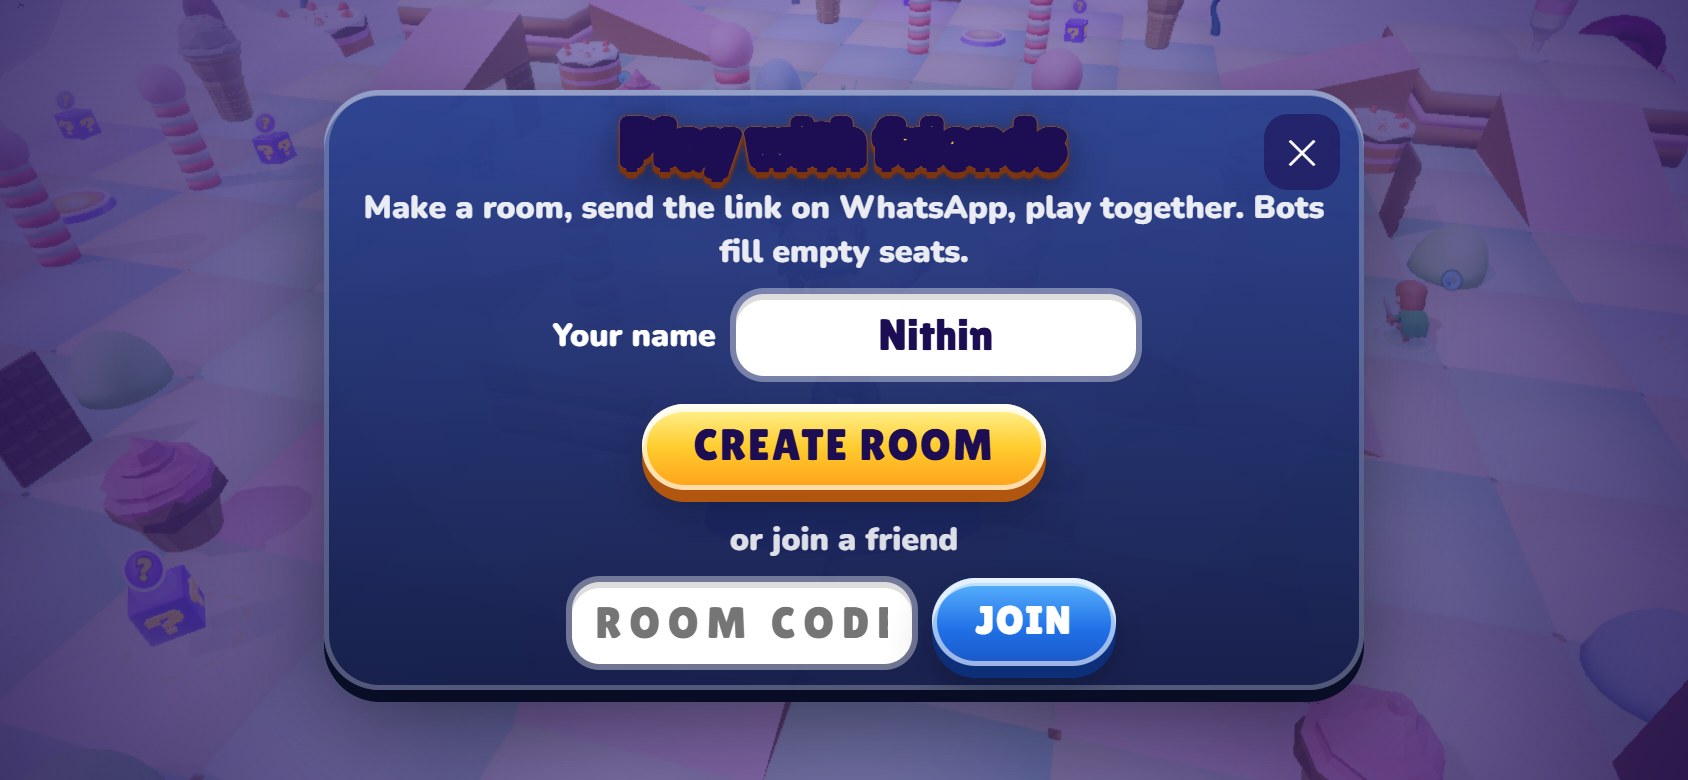 Play with friends
Make a room, send the link on WhatsApp, play together. Bots
fill empty seats.
Your name
Nithin
CREATE ROOM
or join a friend
ROOM COD
JOIN
?
?
?
?
?
?